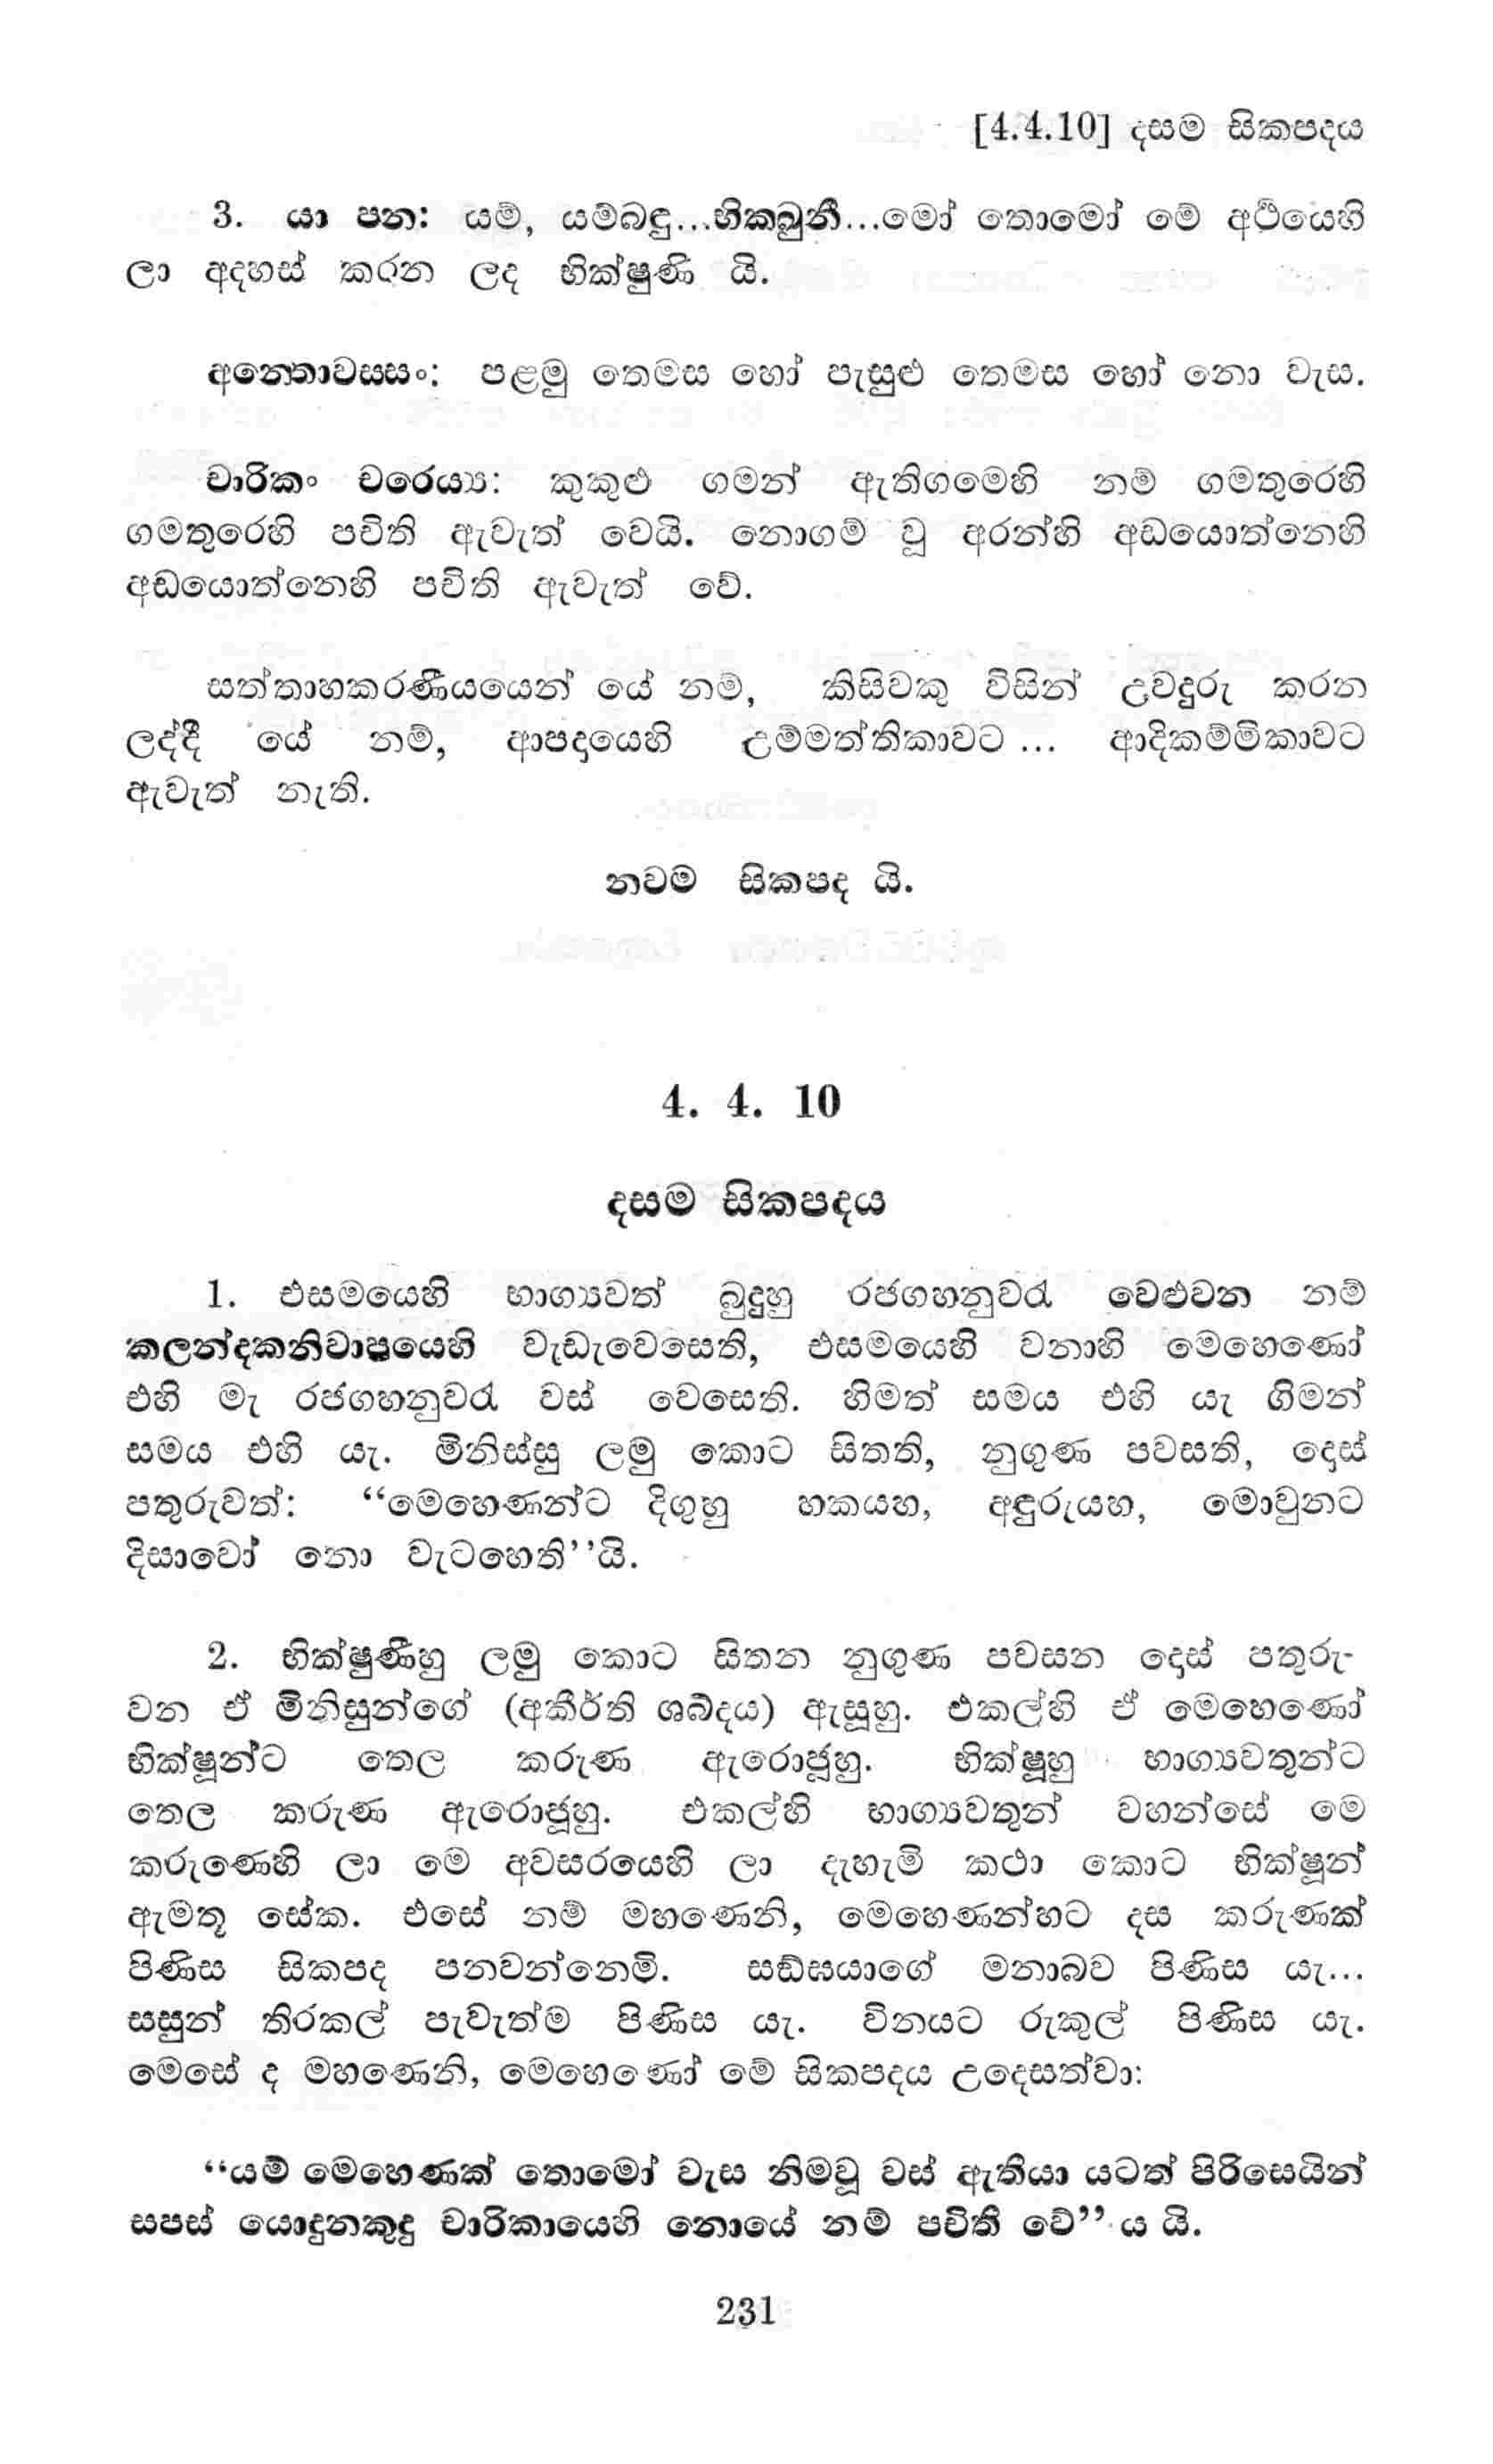 [4.4.10] දසම සිකපදය
3. යා පන: යම්, යම්බඳු...භික්ඛුනී...මෝ තොමෝ මේ අර්‍ථයෙහි
ලා අදහස් කරන ලද භික්ෂුණි යි.
අන්තොවස්සං: පළමු තෙමස හෝ පැසුළු තෙමස හෝ නො වැස.
චාරිකං චරෙය්‍ය: කුකුළු ගමන් ඇතිගමෙහි නම් ගමතුරෙහි
ගමතුරෙහි පචිති ඇවැත් වෙයි. නොගම් වූ අරන්හි අඩයොත්නෙහි
අඩයොත්නෙහි පචිති ඇවැත් වේ.
සත්තාහකරණීයයෙන් යේ නම්, කිසිවකු විසින් උවදුරු කරන
ලද්දී යේ නම්, ආපදායෙහි උම්මත්තිකාවට ... ආදිකම්මිකාවට
ඇවැත් නැති.
නවම සිකපද යි.
4. 4. 10
දසම සිකපදය
1. එසමයෙහි භාග්‍යවත් බුදුහු රජගහනුවර වෙළුවන නම්
කලන්දකනිවාපයෙහි වැඩැවෙසෙති, එසමයෙහි වනාහි මෙහෙණෝ
එහි මැ රජගහනුවර වස් වෙසෙති. හිමත් සමය එහි යැ ගිමන්
සමය එහි යැ. මිනිස්සු ලමු කොට සිතති, නුගුණ පවසති, දොස්
පතුරුවත්: “මෙහෙණන්ට දිගුහු හකයහ, අඳුරුයහ, මොවුනට
දිසාවෝ නො වැටහෙති”යි.
2. භික්ෂුණීහු ලමු කොට සිතන නුගුණ පවසන දොස් පතුරු-
වන ඒ මිනිසුන්ගේ (අකීර්ති ශබ්දය) ඇසූහු. එකල්හි ඒ මෙහෙණෝ
භික්ෂූන්ට තෙල කරුණ ඇරොජූහු. භික්ෂූහු භාග්‍යවතුන්ට
තෙල කරුණ ඇරොජූහු. එකල්හි භාග්‍යවතුන් වහන්සේ මෙ
කරුණෙහි ලා මෙ අවසරයෙහි ලා දැහැමි කථා කොට භික්ෂූන්
ඇමතූ සේක. එසේ නම් මහණෙනි, මෙහෙණන්හට දස කරුණක්
පිණිස සිකපද පනවන්නෙමි. සඞ්ඝයාගේ මනාබව පිණිස යැ...
සසුන් තිරකල් පැවැත්ම පිණිස යැ. විනයට රුකුල් පිණිස යැ.
මෙසේ ද මහණෙනි, මෙහෙණෝ මේ සිකපදය උදෙසත්වා:
“යම් මෙහෙණක් තොමෝ වැස නිමවූ වස් ඇතියා යටත් පිරිසෙයින්
සපස් යොදුනකුදු චාරිකායෙහි නොයේ නම් පචිති වේ” ය යි.
231